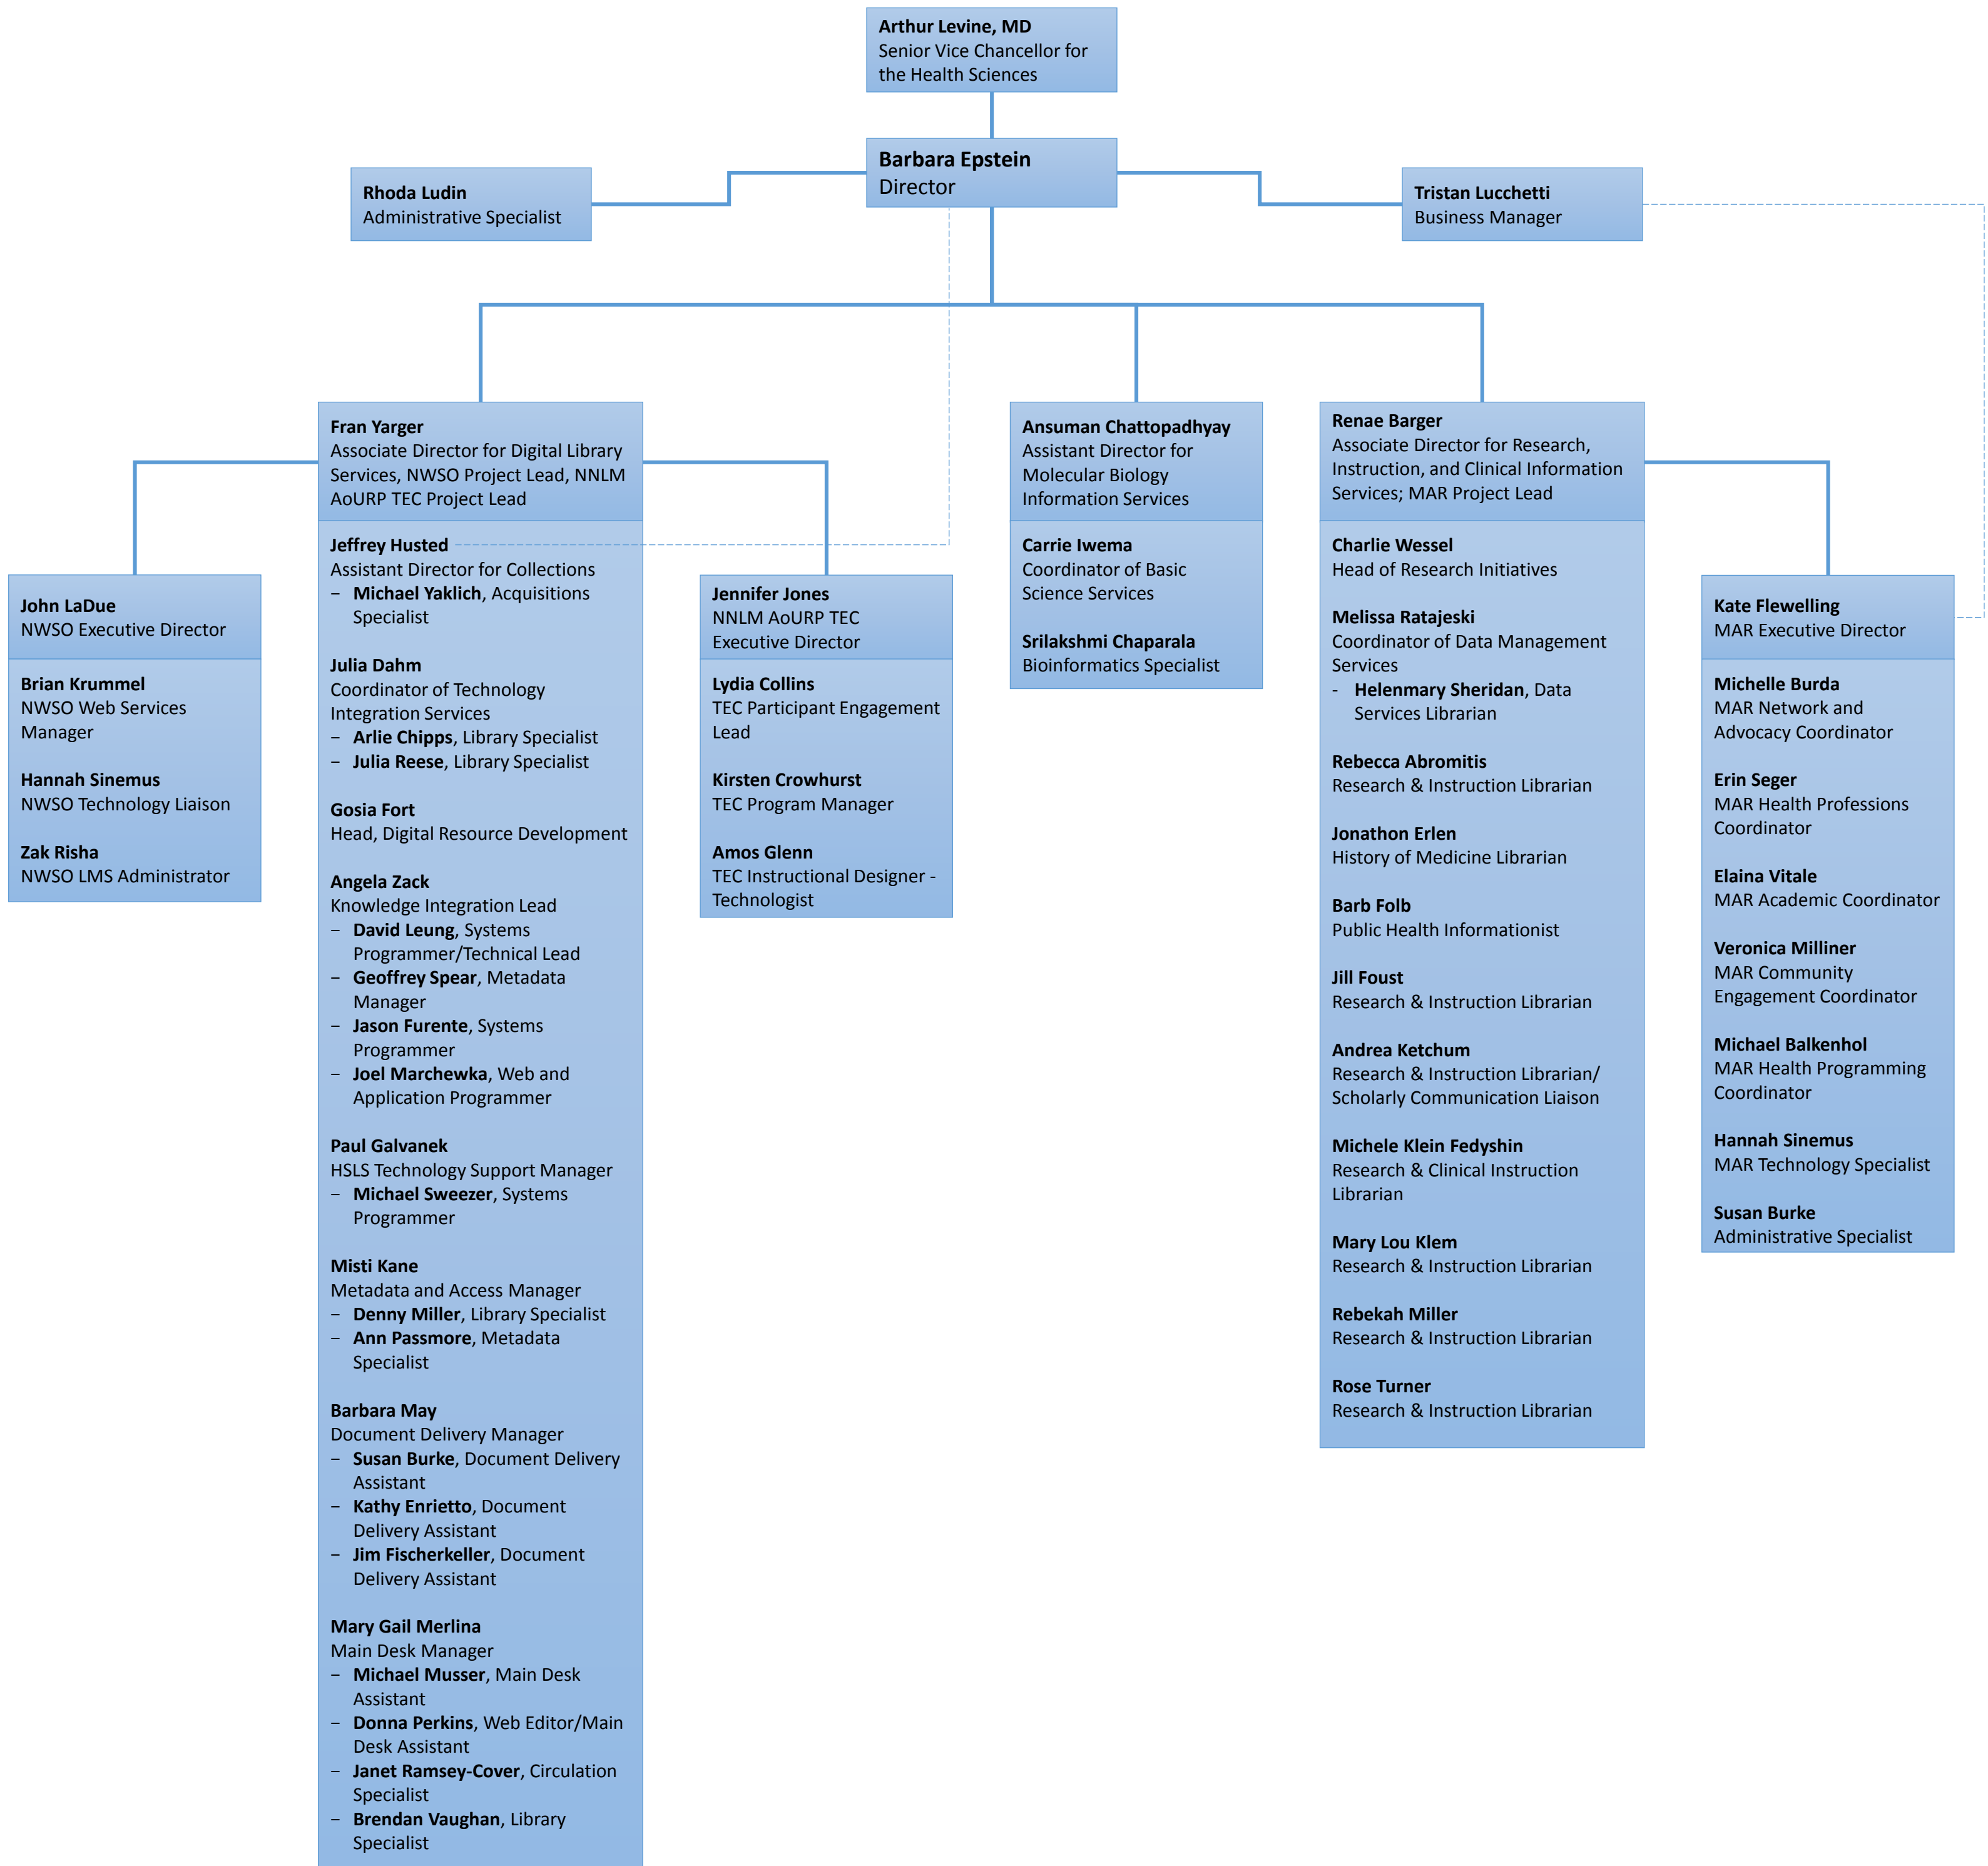 Arthur Levine, MD
Senior Vice Chancellor for
the Health Sciences
Barbara Epstein
Director
Rhoda Ludin
Administrative Specialist
Tristan Lucchetti
Business Manager
Fran Yarger
Associate Director for Digital Library
Services, NWSO Project Lead, NNLM
AoURP TEC Project Lead
Jeffrey Husted
Assistant Director for Collections
– Michael Yaklich, Acquisitions
Specialist
Julia Dahm
Coordinator of Technology
Integration Services
– Arlie Chipps, Library Specialist
– Julia Reese, Library Specialist
Gosia Fort
Head, Digital Resource Development
Angela Zack
Knowledge Integration Lead
– David Leung, Systems
Programmer/Technical Lead
– Geoffrey Spear, Metadata
Manager
– Jason Furente, Systems
Programmer
– Joel Marchewka, Web and
Application Programmer
Paul Galvanek
HSLS Technology Support Manager
– Michael Sweezer, Systems
Programmer
Misti Kane
Metadata and Access Manager
– Denny Miller, Library Specialist
– Ann Passmore, Metadata
Specialist
Barbara May
Document Delivery Manager
– Susan Burke, Document Delivery
Assistant
– Kathy Enrietto, Document
Delivery Assistant
– Jim Fischerkeller, Document
Delivery Assistant
Mary Gail Merlina
Main Desk Manager
– Michael Musser, Main Desk
Assistant
– Donna Perkins, Web Editor/Main
Desk Assistant
– Janet Ramsey-Cover, Circulation
Specialist
– Brendan Vaughan, Library
Specialist
John LaDue
NWSO Executive Director
Brian Krummel
NWSO Web Services
Manager
Hannah Sinemus
NWSO Technology Liaison
Zak Risha
NWSO LMS Administrator
Jennifer Jones
NNLM AoURP TEC
Executive Director
Lydia Collins
TEC Participant Engagement
Lead
Kirsten Crowhurst
TEC Program Manager
Amos Glenn
TEC Instructional Designer -
Technologist
Ansuman Chattopadhyay
Assistant Director for
Molecular Biology
Information Services
Carrie Iwema
Coordinator of Basic
Science Services
Srilakshmi Chaparala
Bioinformatics Specialist
Renae Barger
Associate Director for Research,
Instruction, and Clinical Information
Services; MAR Project Lead
Charlie Wessel
Head of Research Initiatives
Melissa Ratajeski
Coordinator of Data Management
Services
- Helenmary Sheridan, Data
Services Librarian
Rebecca Abromitis
Research & Instruction Librarian
Jonathon Erlen
History of Medicine Librarian
Barb Folb
Public Health Informationist
Jill Foust
Research & Instruction Librarian
Andrea Ketchum
Research & Instruction Librarian/
Scholarly Communication Liaison
Michele Klein Fedyshin
Research & Clinical Instruction
Librarian
Mary Lou Klem
Research & Instruction Librarian
Rebekah Miller
Research & Instruction Librarian
Rose Turner
Research & Instruction Librarian
Kate Flewelling
MAR Executive Director
Michelle Burda
MAR Network and
Advocacy Coordinator
Erin Seger
MAR Health Professions
Coordinator
Elaina Vitale
MAR Academic Coordinator
Veronica Milliner
MAR Community
Engagement Coordinator
Michael Balkenhol
MAR Health Programming
Coordinator
Hannah Sinemus
MAR Technology Specialist
Susan Burke
Administrative Specialist